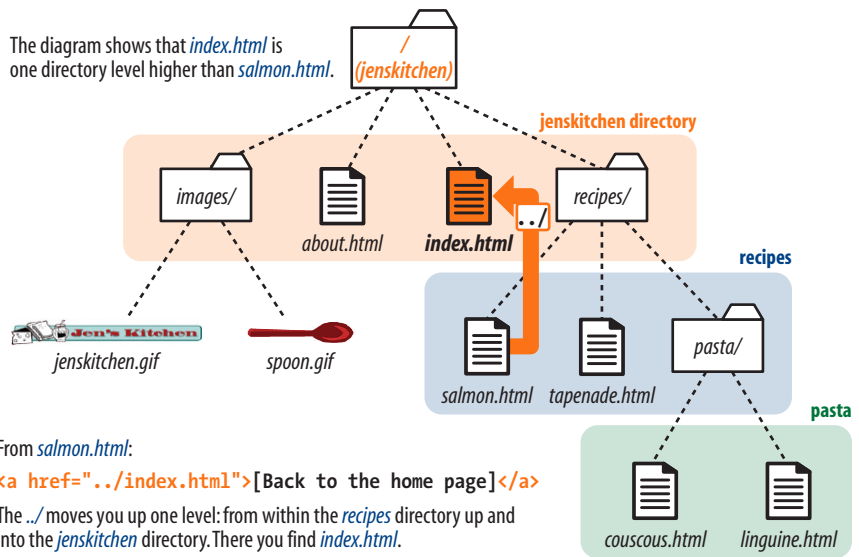 The diagram shows that index.html is
one directory level higher than salmon.html.
/
(jenskitchen)
jenskitchen directory
images/
about.html
index.html
../
recipes/
recipes
Jen's Kitchen
jenskitchen.gif
spoon.gif
salmon.html
tapenade.html
pasta/
pasta
From salmon.html:
<a href="../index.html">[Back to the home page]</a>
The ../ moves you up one level: from within the recipes directory up and
into the jenskitchen directory. There you find index.html.
couscous.html
linguine.html